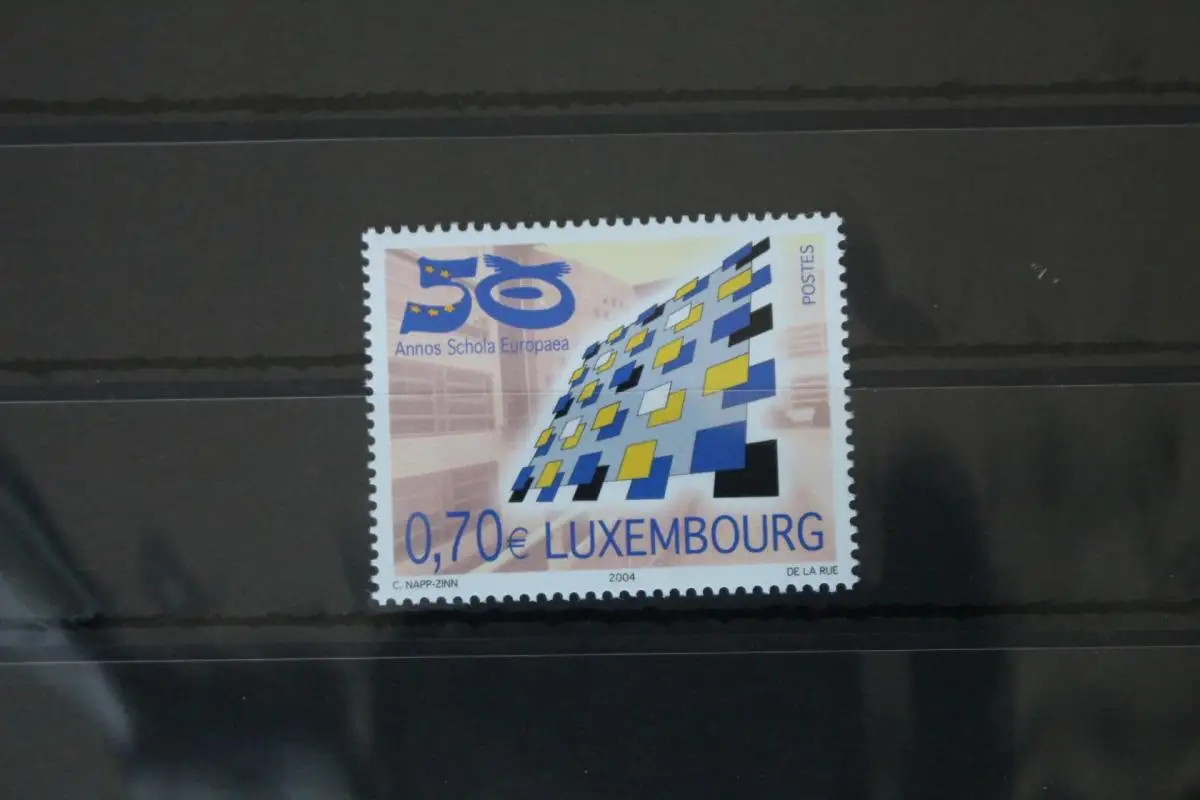 50
Annos Schola Europaea
POSTES
0,70€ LUXEMBOURG
C. NAPP-ZINN 2004 DE LA RUE